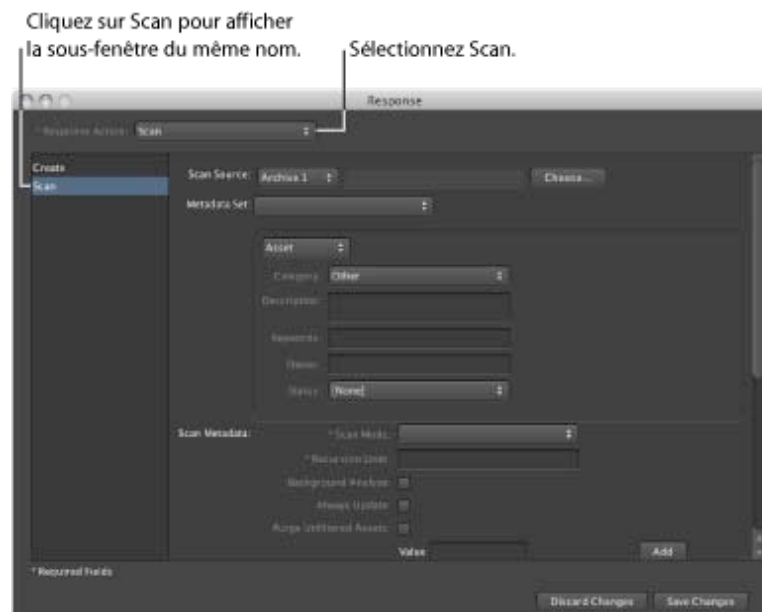 Cliquez sur Scan pour afficher
la sous-fenêtre du même nom.
Sélectionnez Scan.
Response
* Response Action: Scan
Create
Scan
Scan Source: Archive 1 Choose...
Metadata Set:
Asset
Category: Other
Description:
Keywords:
Name:
Status: [None]
Scan Metadata: * Scan Mode:
* Recursion Limit:
Background Analyze
Always Update
Purge Unfiltered Assets:
Value Add
* Required Fields
Discard Changes Save Changes